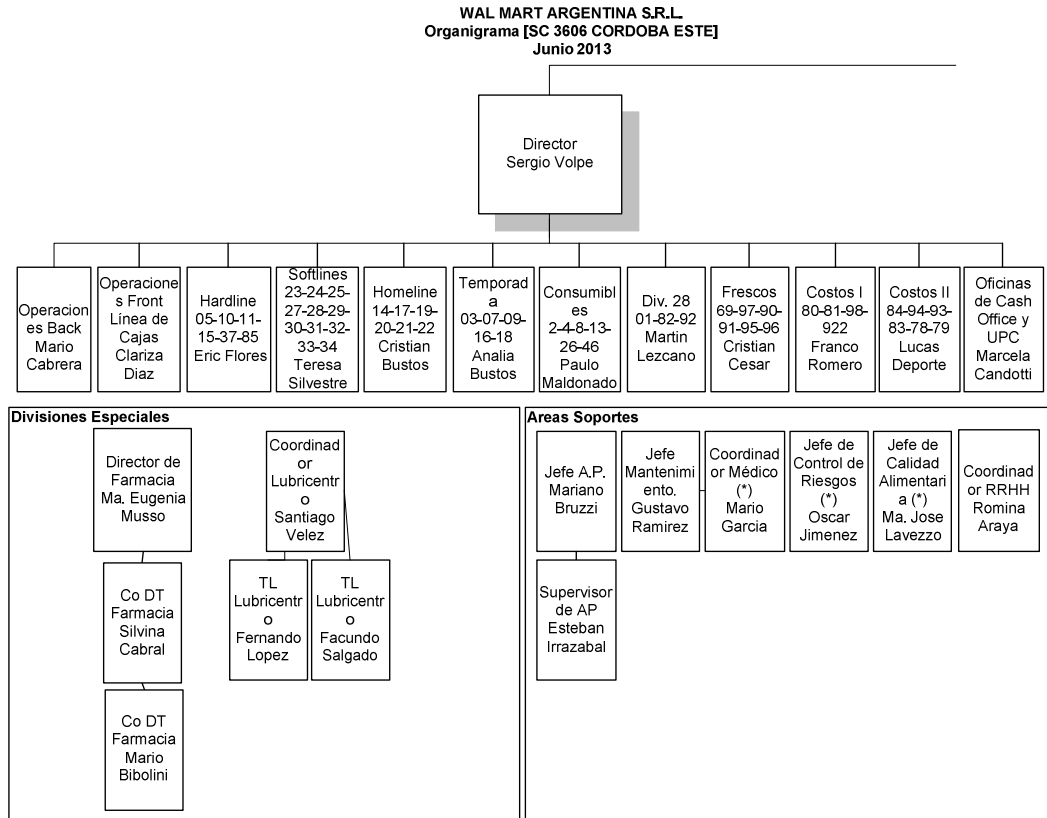 WAL MART ARGENTINA S.R.L.
Organigrama [SC 3606 CORDOBA ESTE]
Junio 2013
Director
Sergio Volpe
Operacion
es Back
Mario
Cabrera
Operacione
s Front
Línea de
Cajas
Clariza
Diaz
Hardline
05-10-11-
15-37-85
Eric Flores
Softlines
23-24-25-
27-28-29-
30-31-32-
33-34
Teresa
Silvestre
Homeline
14-17-19-
20-21-22
Cristian
Bustos
Temporad
a
03-07-09-
16-18
Analia
Bustos
Consumibl
es
2-4-8-13-
26-46
Paulo
Maldonado
Div. 28
01-82-92
Martin
Lezcano
Frescos
69-97-90-
91-95-96
Cristian
Cesar
Costos I
80-81-98-
922
Franco
Romero
Costos II
84-94-93-
83-78-79
Lucas
Deporte
Oficinas
de Cash
Office y
UPC
Marcela
Candotti
Divisiones Especiales
Director de
Farmacia
Ma. Eugenia
Musso
Co DT
Farmacia
Silvina
Cabral
Co DT
Farmacia
Mario
Bibolini
Coordinad
or
Lubricentr
o
Santiago
Velez
TL
Lubricentr
o
Fernando
Lopez
TL
Lubricentr
o
Facundo
Salgado
Areas Soportes
Jefe A.P.
Mariano
Bruzzi
Supervisor
de AP
Esteban
Irrazabal
Jefe
Mantenimi
ento.
Gustavo
Ramirez
Coordinad
or Médico
(*)
Mario
Garcia
Jefe de
Control de
Riesgos
(*)
Oscar
Jimenez
Jefe de
Calidad
Alimentari
a (*)
Ma. Jose
Lavezzo
Coordinad
or RRHH
Romina
Araya